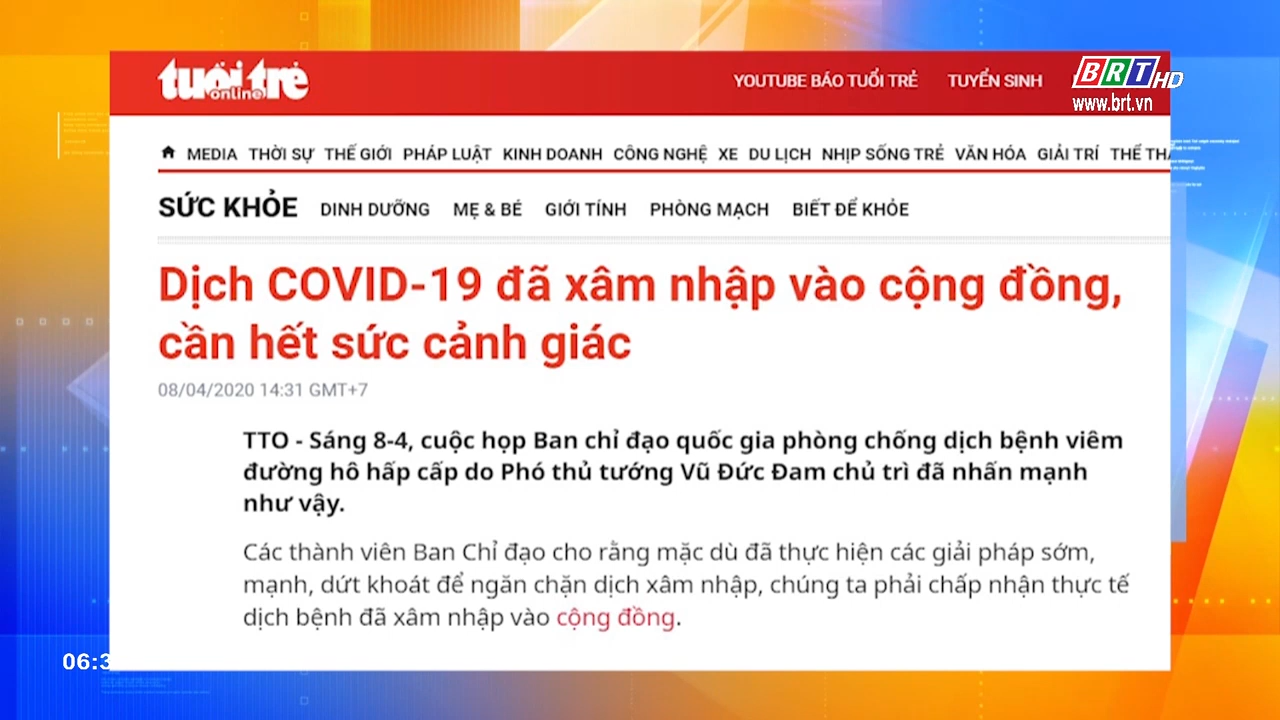 tuổi trẻ
online
YOUTUBE BÁO TUỔI TRẺ TUYỂN SINH
BRT HD
www.brt.vn
MEDIA THỜI SỰ THẾ GIỚI PHÁP LUẬT KINH DOANH CÔNG NGHỆ XE DU LỊCH NHỊP SỐNG TRẺ VĂN HÓA GIẢI TRÍ THỂ THA
SỨC KHỎE DINH DƯỠNG MẸ & BÉ GIỚI TÍNH PHÒNG MẠCH BIẾT ĐỂ KHỎE
Dịch COVID-19 đã xâm nhập vào cộng đồng,
cần hết sức cảnh giác
08/04/2020 14:31 GMT+7
TTO - Sáng 8-4, cuộc họp Ban chỉ đạo quốc gia phòng chống dịch bệnh viêm
đường hô hấp cấp do Phó thủ tướng Vũ Đức Đam chủ trì đã nhấn mạnh
như vậy.
Các thành viên Ban Chỉ đạo cho rằng mặc dù đã thực hiện các giải pháp sớm,
mạnh, dứt khoát để ngăn chặn dịch xâm nhập, chúng ta phải chấp nhận thực tế
dịch bệnh đã xâm nhập vào cộng đồng.
06:3